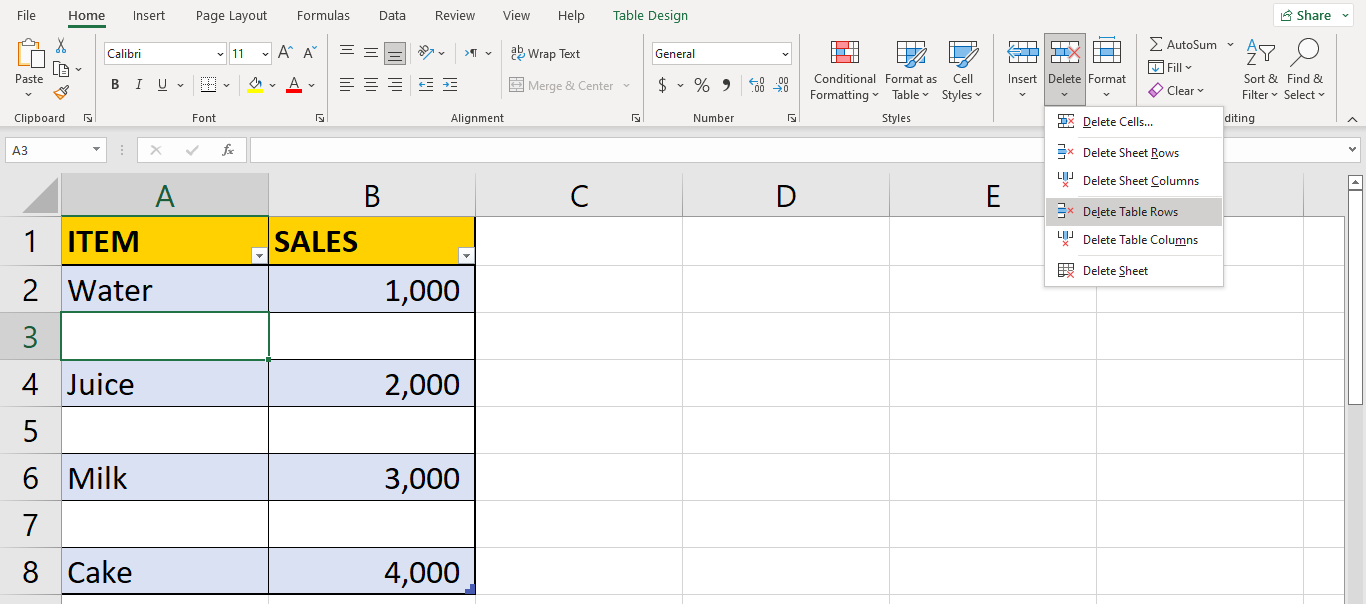 File Home Insert Page Layout Formulas Data Review View Help Table Design Share
Paste
Clipboard
Calibri 11
B I U A
Font
ab Wrap Text
Merge & Center
Alignment
General
$ % 9
.00 .00
Number
Conditional Formatting
Format as Table
Cell Styles
Styles
Insert
Delete
Format
AutoSum
Fill
Clear
Sort & Filter
Find & Select
diting
Delete Cells...
Delete Sheet Rows
Delete Sheet Columns
Delete Table Rows
Delete Table Columns
Delete Sheet
A3 fx
A B C D E
1 ITEM SALES
2 Water 1,000
3
4 Juice 2,000
5
6 Milk 3,000
7
8 Cake 4,000